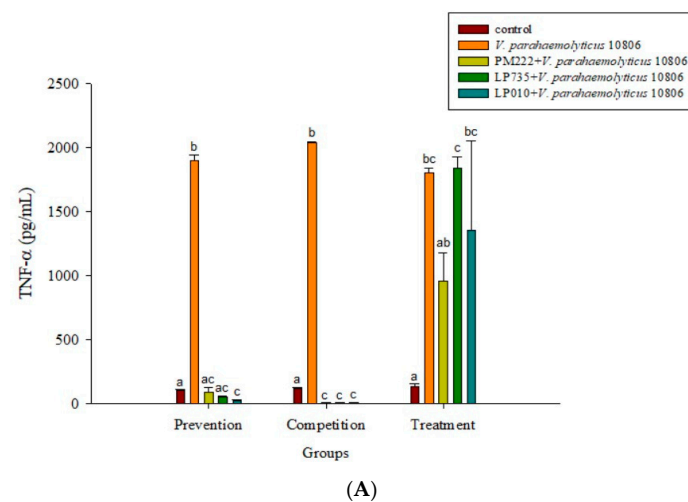 control
V. parahaemolyticus 10806
PM222+V. parahaemolyticus 10806
LP735+V. parahaemolyticus 10806
LP010+V. parahaemolyticus 10806
2500
2000
1500
1000
500
0
TNF-α (pg/mL)
a b ac ac c
a b c c c
a bc ab c bc
Prevention Competition Treatment
Groups
(A)